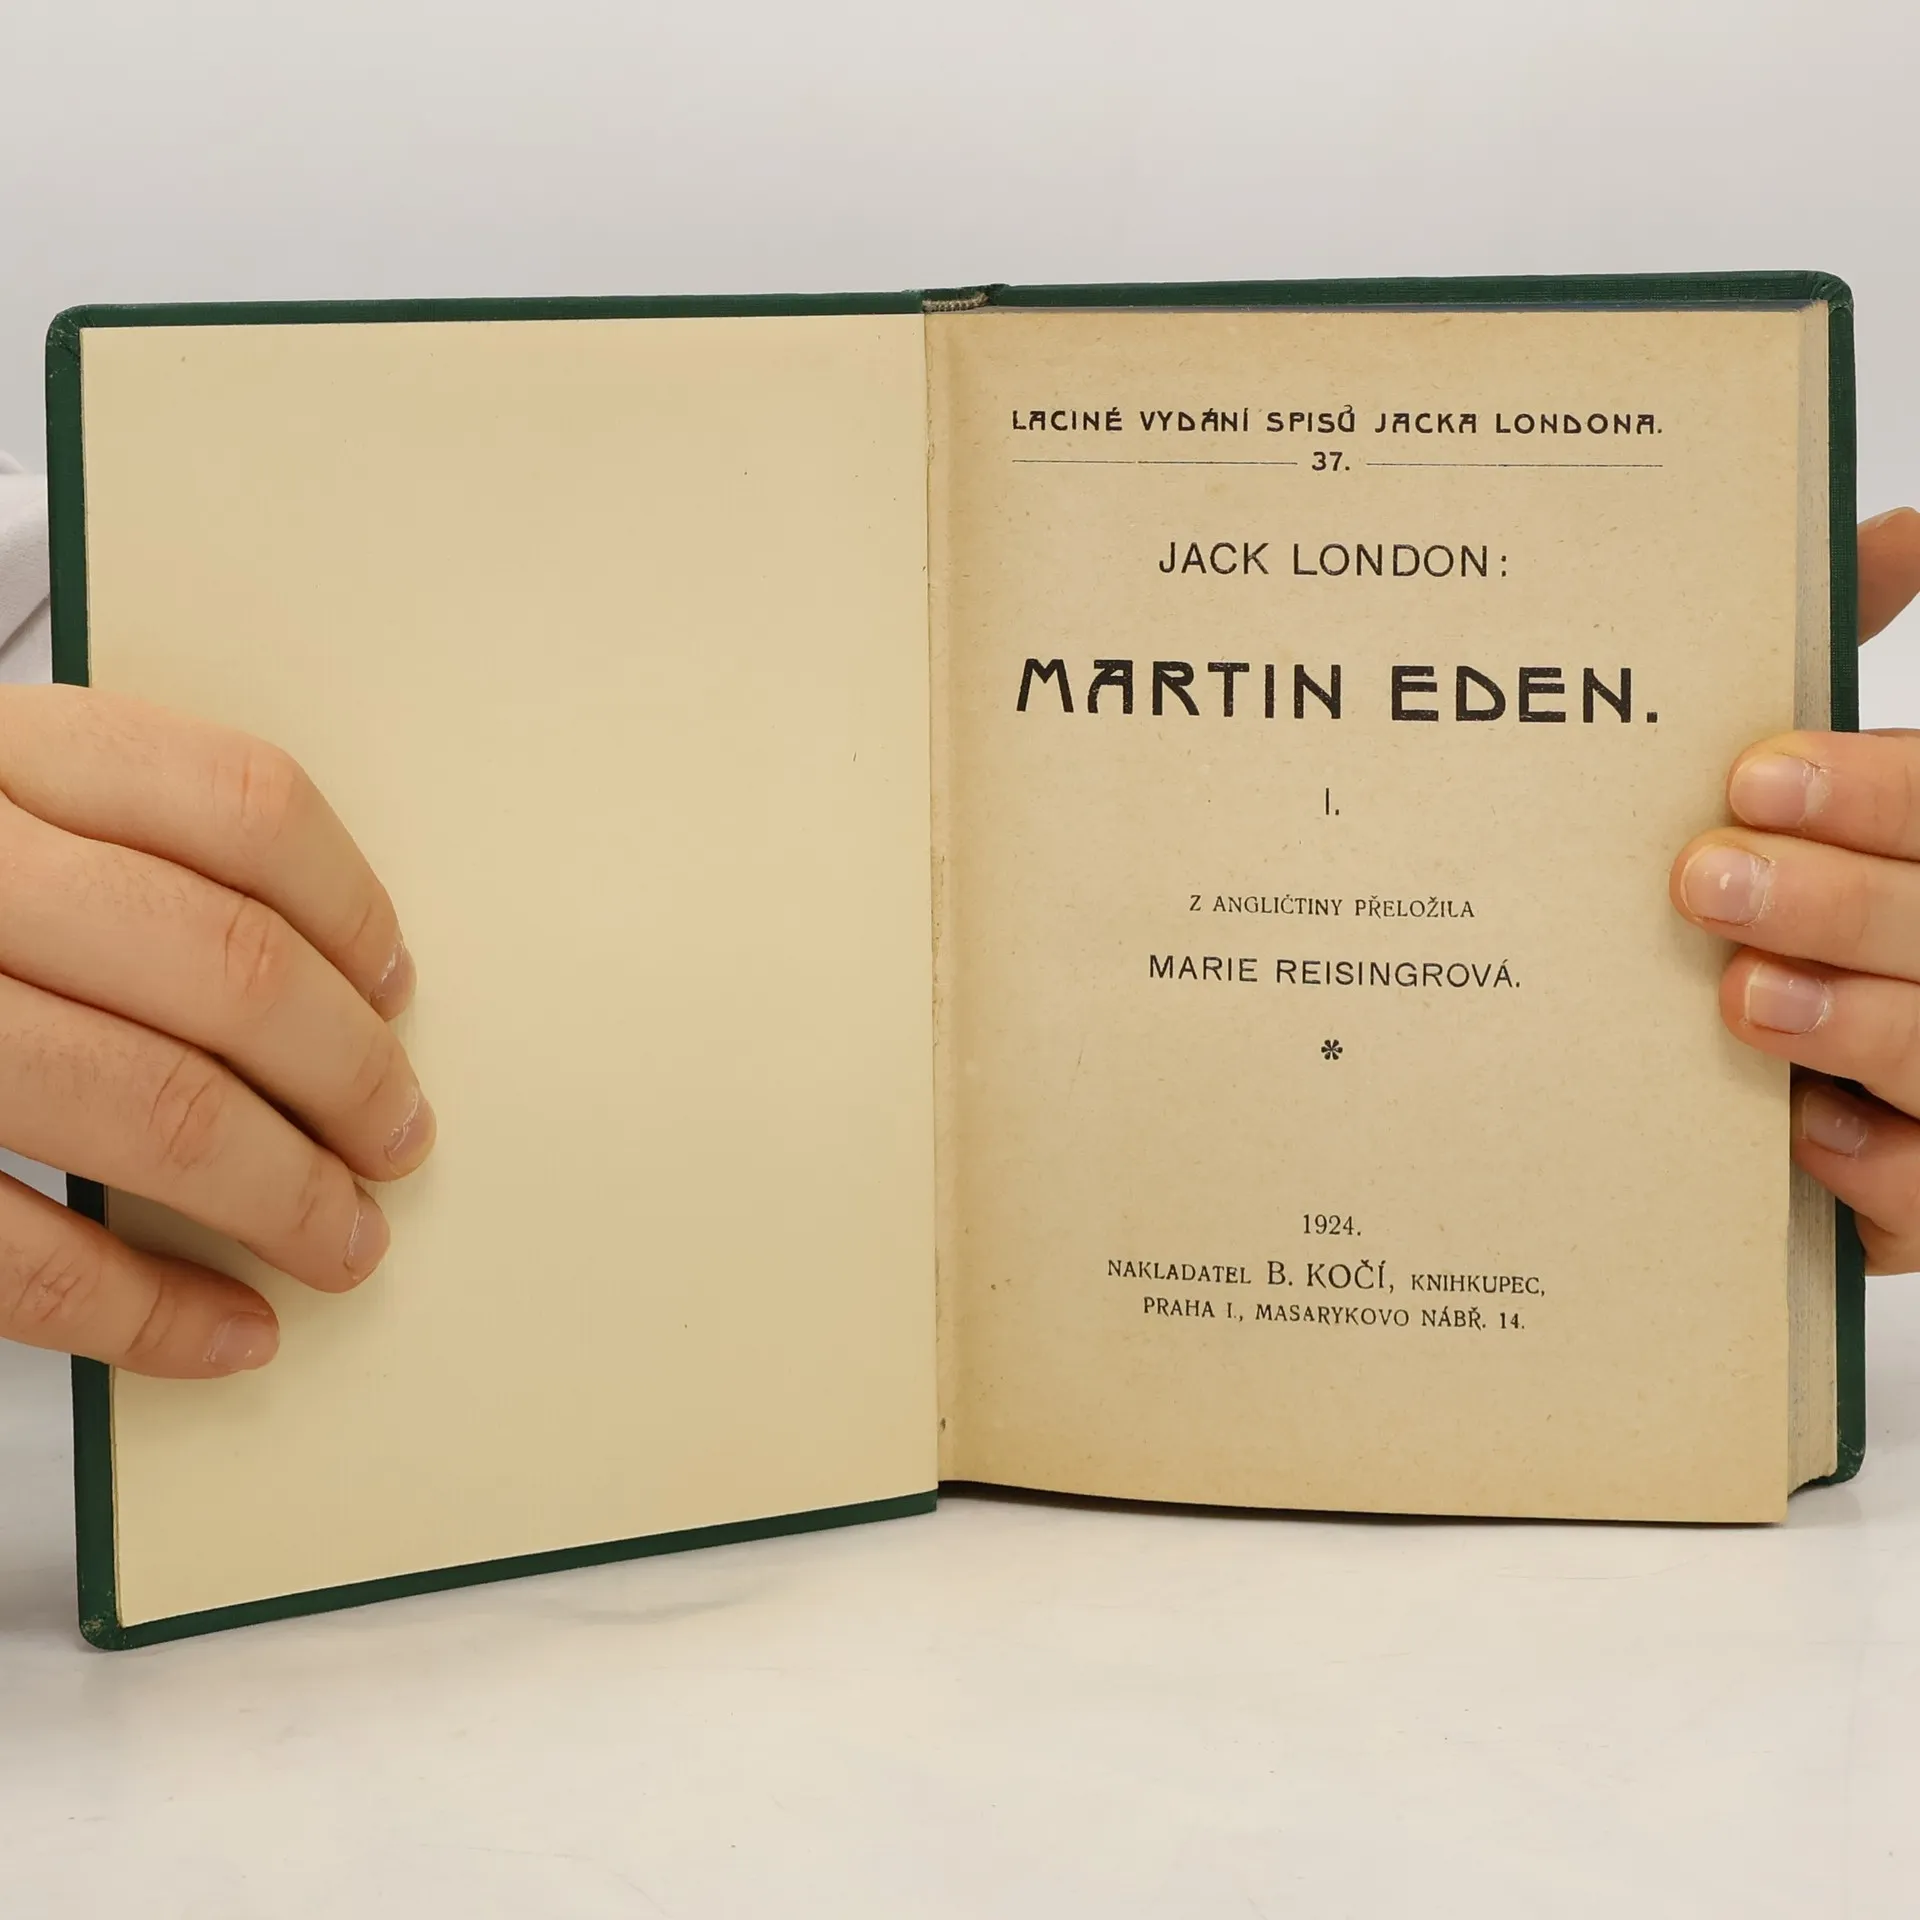 LACINÉ VYDÁNÍ SPISŮ JACKA LONDONA.
37.
JACK LONDON:
MARTIN EDEN.
I.
Z ANGLIČTINY PŘELOŽILA
MARIE REISINGROVÁ.
*
1924.
NAKLADATEL B. KOČÍ, KNIHKUPEC,
PRAHA I., MASARYKOVO NÁBŘ. 14.